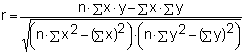 r = n · ∑x · y − ∑x · ∑y
√(n · ∑x² − (∑x)²) · (n · ∑y² − (∑y)²)